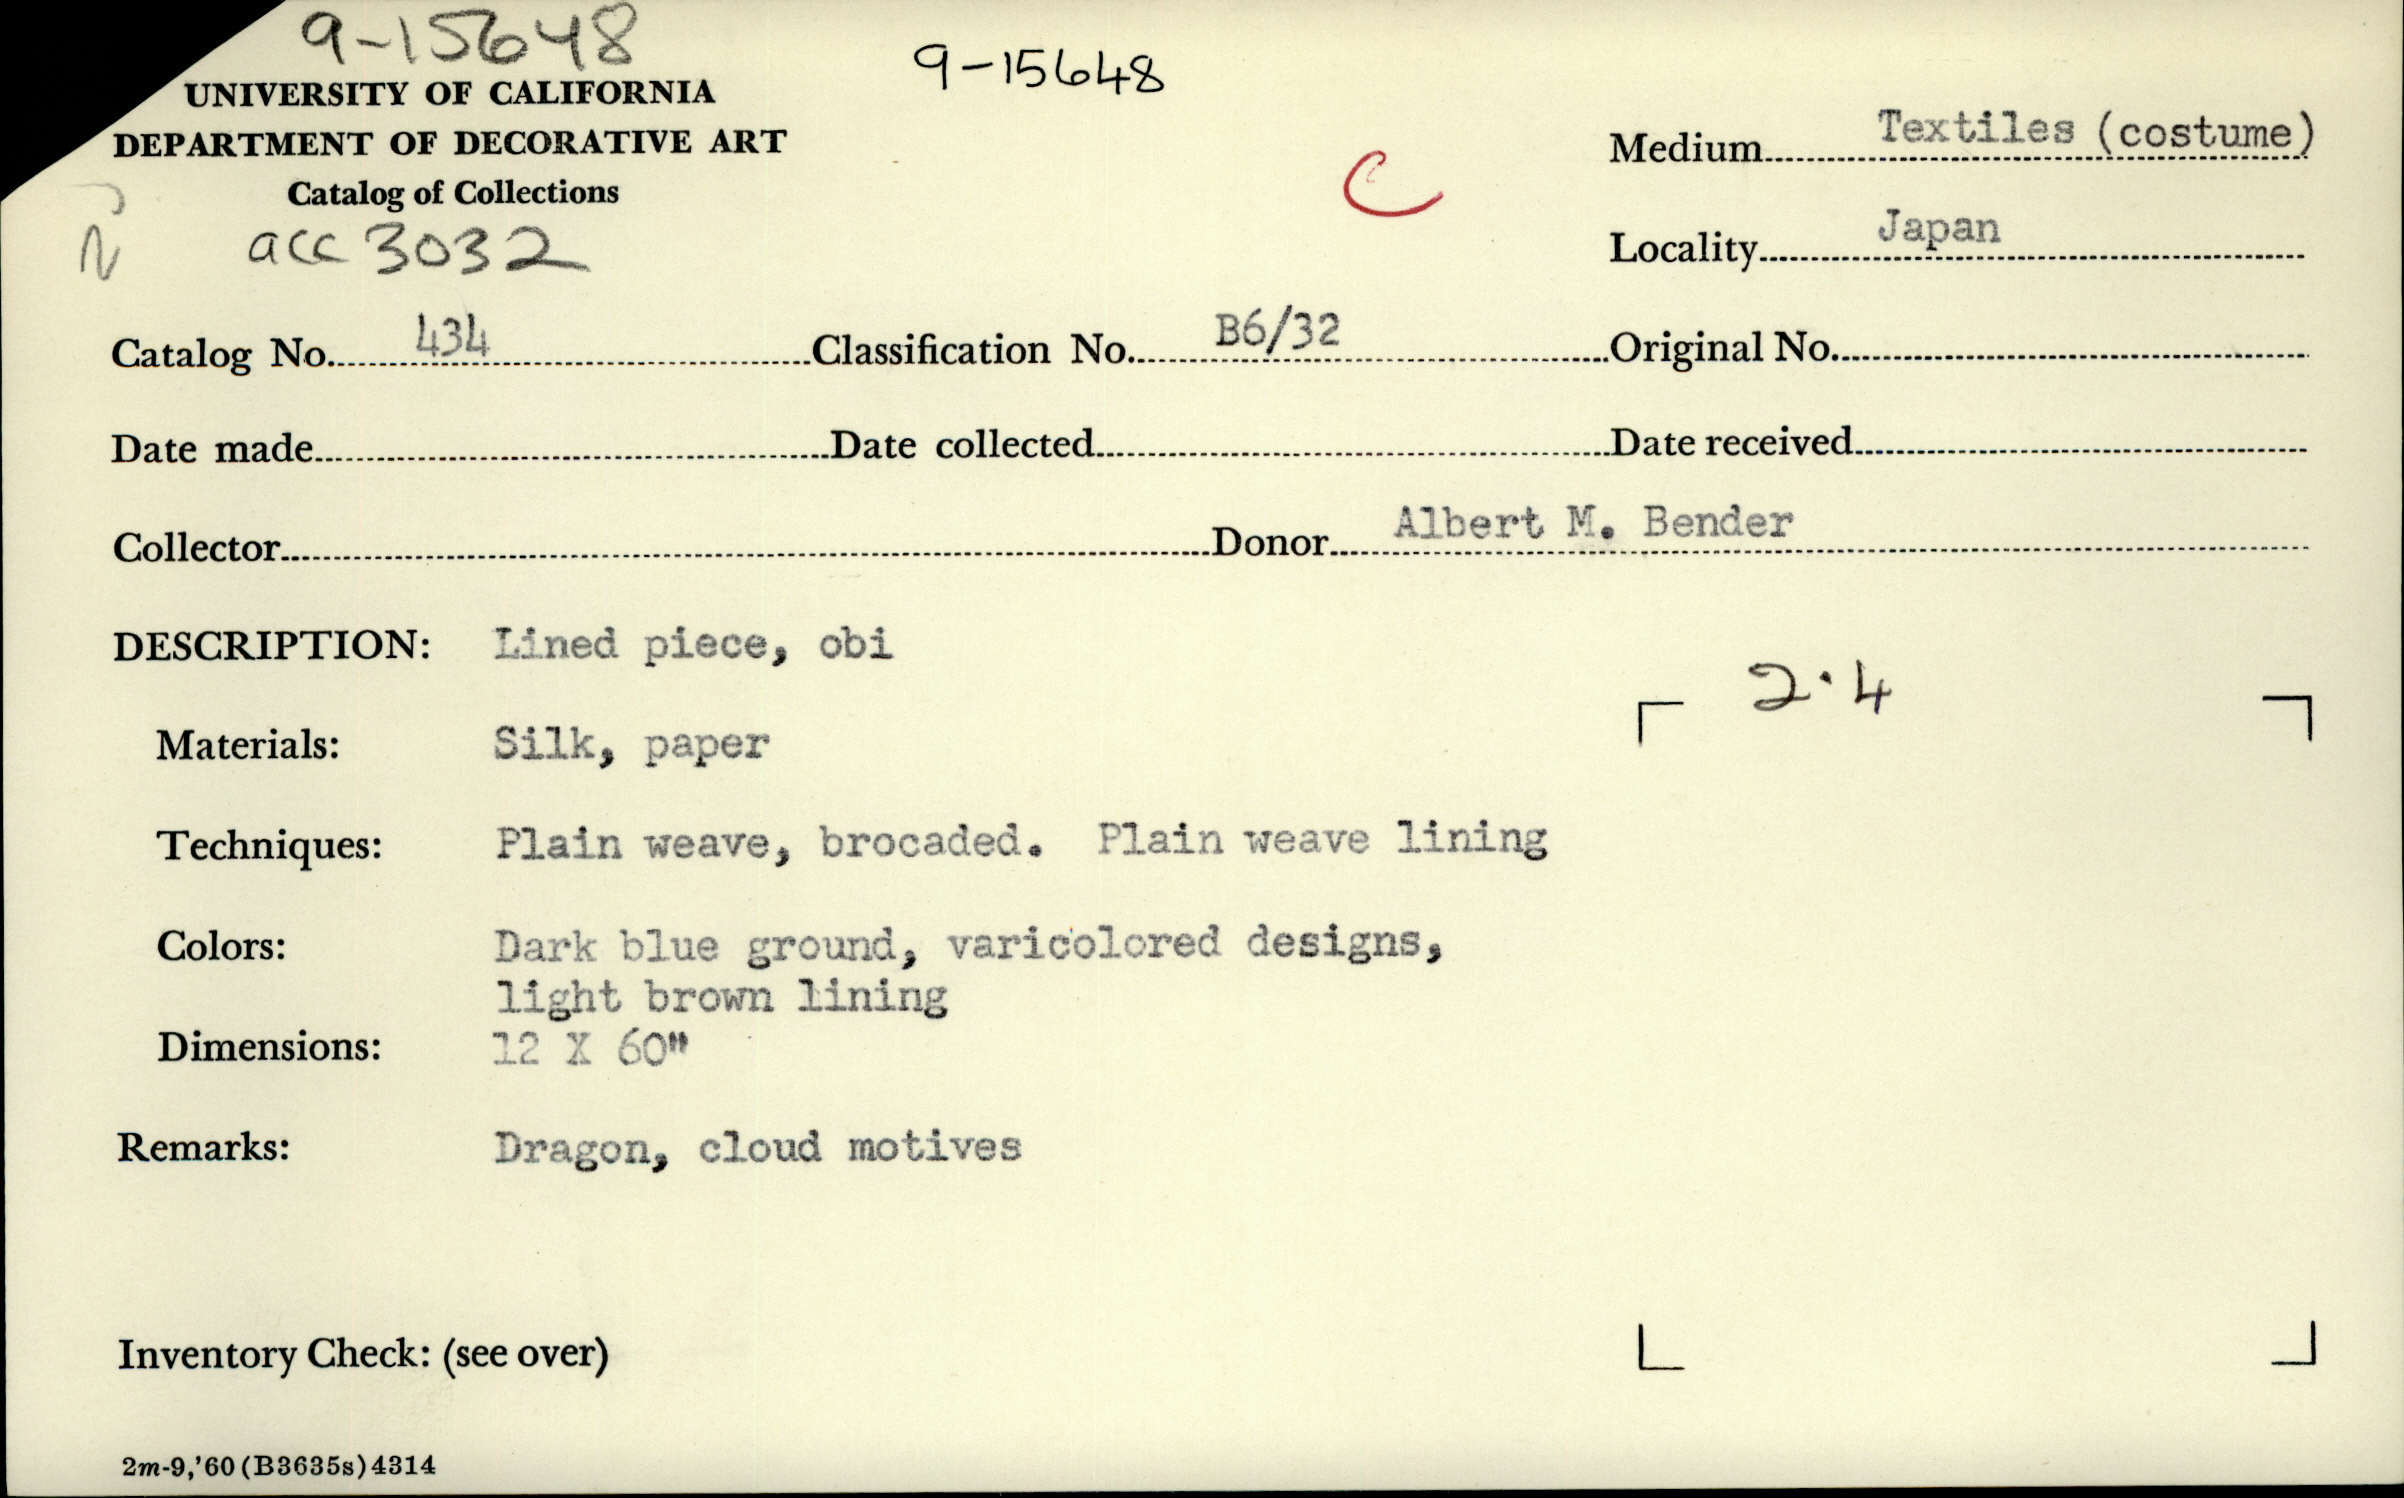 9-15648
9-15648
UNIVERSITY OF CALIFORNIA
DEPARTMENT OF DECORATIVE ART
Catalog of Collections
C
Medium Textiles (costume)
N acc 3032
Locality Japan
Catalog No. 434 Classification No. B6/32 Original No.
Date made Date collected Date received
Collector Donor Albert M. Bender
DESCRIPTION: Lined piece, obi
2.4
Materials: Silk, paper
Techniques: Plain weave, brocaded. Plain weave lining
Colors: Dark blue ground, varicolored designs,
light brown lining
Dimensions: 12 X 60"
Remarks: Dragon, cloud motives
Inventory Check: (see over)
2m-9,'60(B3635s)4314